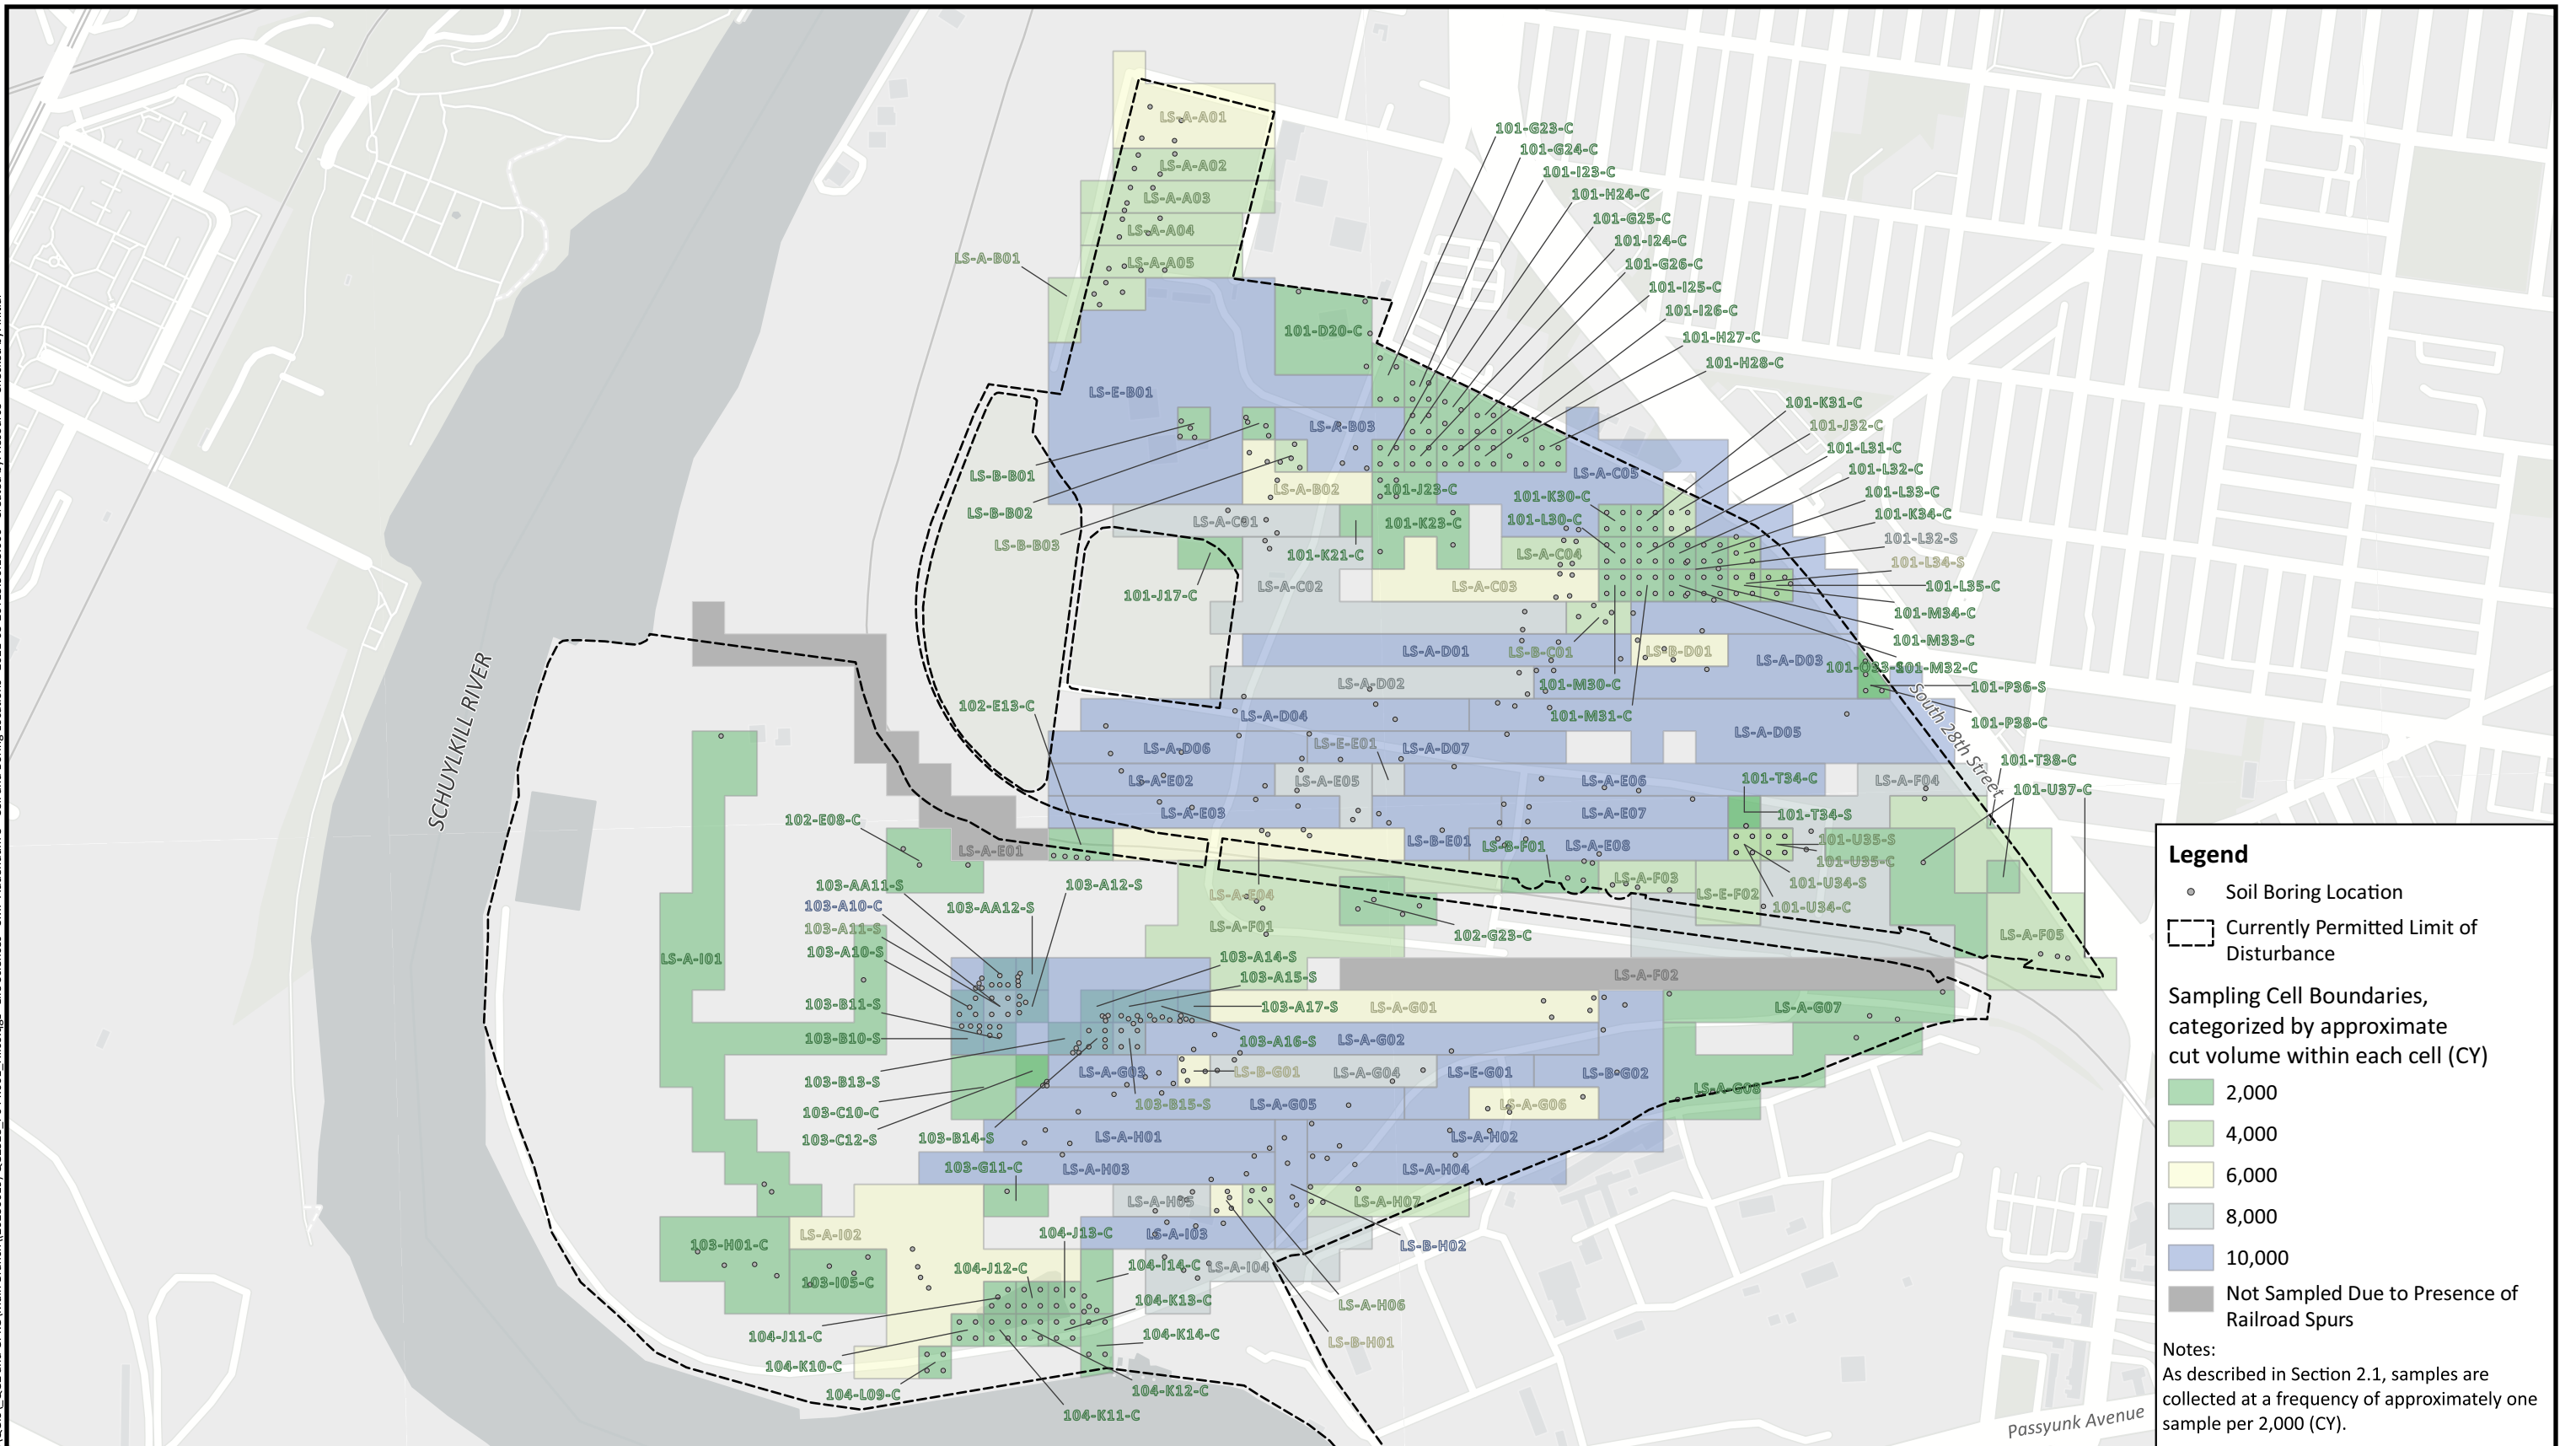 LS-A-A01
LS-A-A02
LS-A-A03
LS-A-A04
LS-A-A05
LS-A-B01
101-D20-C
LS-E-B01
LS-A-B03
LS-B-B01
LS-B-B02
LS-B-B03
LS-A-B02
101-G23-C
101-G24-C
101-I23-C
101-H24-C
101-G25-C
101-I24-C
101-G26-C
101-I25-C
101-I26-C
101-H27-C
101-H28-C
101-K31-C
101-J32-C
101-L31-C
101-L32-C
101-L33-C
101-K34-C
101-L32-S
101-L34-S
101-L35-C
101-M34-C
101-M33-C
101-M32-C
101-P36-S
101-P38-C
LS-A-C05
101-J23-C
101-K30-C
101-L30-C
101-K23-C
101-K21-C
LS-A-C01
LS-A-C04
LS-A-C02
LS-A-C03
101-J17-C
LS-A-D01
LS-B-C01
LS-B-D01
LS-A-D03
LS-A-D02
101-M30-C
101-M31-C
102-E13-C
LS-A-D04
LS-A-D05
LS-A-D06
LS-E-E01
LS-A-D07
LS-A-E02
LS-A-E05
LS-A-E06
101-T34-C
LS-A-F04
101-T38-C
101-U37-C
South 28th Street
LS-A-E03
LS-A-E07
101-T34-S
102-E08-C
LS-A-E01
LS-B-E01
LS-B-F01
LS-A-E08
101-U35-S
101-U35-C
101-U34-S
101-U34-C
LS-A-F03
LS-E-F02
LS-A-E04
LS-A-F01
102-G23-C
LS-A-F05
LS-A-F02
SCHUYLKILL RIVER
103-AA11-S
103-A10-C
103-A11-S
103-A10-S
103-AA12-S
103-A12-S
103-A14-S
103-A15-S
103-A17-S
103-A16-S
LS-A-I01
103-B11-S
103-B10-S
103-B13-S
103-C10-C
103-C12-S
103-B14-S
103-B15-S
LS-A-G01
LS-A-G02
LS-A-G03
LS-B-G01
LS-A-G04
LS-E-G01
LS-B-G02
LS-A-G05
LS-A-G06
LS-A-G07
LS-A-G08
LS-A-H01
LS-A-H02
LS-A-H03
LS-A-H04
103-G11-C
LS-A-H05
LS-A-H07
LS-A-I03
LS-B-H02
LS-A-I04
LS-A-H06
LS-B-H01
LS-A-I02
103-H01-C
103-I05-C
104-J13-C
104-J12-C
104-I14-C
104-K13-C
104-J11-C
104-K14-C
104-K10-C
104-L09-C
104-K12-C
104-K11-C
Passyunk Avenue
Legend
Soil Boring Location
Currently Permitted Limit of
Disturbance
Sampling Cell Boundaries,
categorized by approximate
cut volume within each cell (CY)
2,000
4,000
6,000
8,000
10,000
Not Sampled Due to Presence of
Railroad Spurs
Notes:
As described in Section 2.1, samples are
collected at a frequency of approximately one
sample per 2,000 (CY).